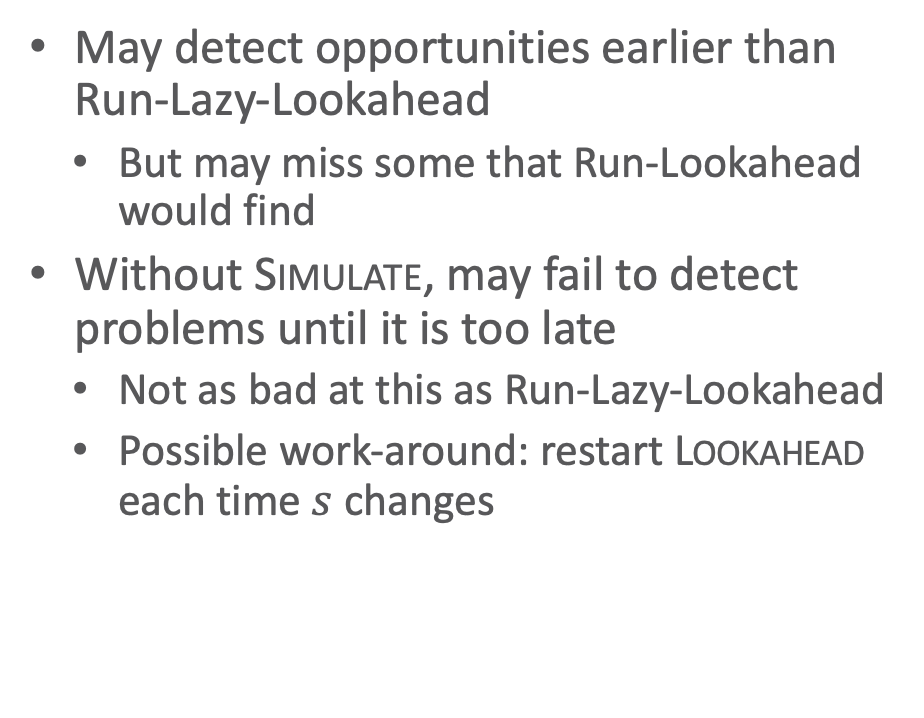 • May detect opportunities earlier than
Run-Lazy-Lookahead
• But may miss some that Run-Lookahead
would find
• Without SIMULATE, may fail to detect
problems until it is too late
• Not as bad at this as Run-Lazy-Lookahead
• Possible work-around: restart LOOKAHEAD
each time s changes